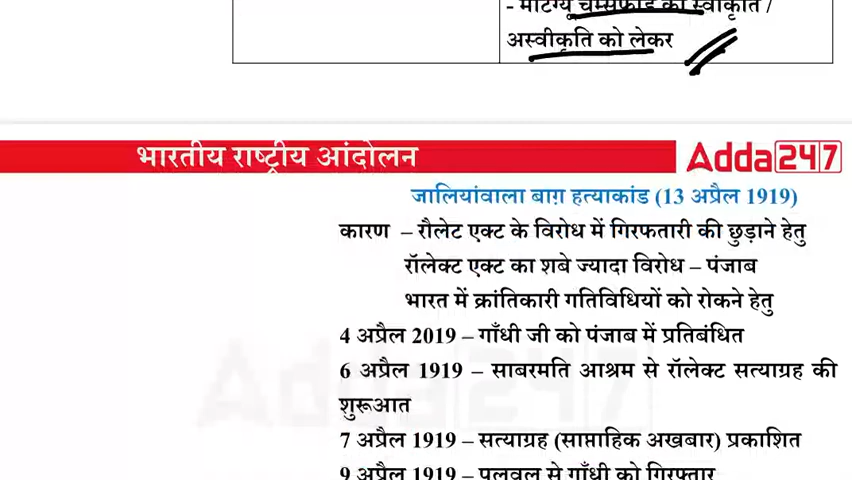 - मोंटेग्यू चेम्सफोर्ड की स्वीकृति /
अस्वीकृति को लेकर
भारतीय राष्ट्रीय आंदोलन
Adda247
जालियांवाला बाग़ हत्याकांड (13 अप्रैल 1919)
कारण – रौलेट एक्ट के विरोध में गिरफतारी की छुड़ाने हेतु
रॉलेक्ट एक्ट का शबे ज्यादा विरोध – पंजाब
भारत में क्रांतिकारी गतिविधियों को रोकने हेतु
4 अप्रैल 2019 – गाँधी जी को पंजाब में प्रतिबंधित
6 अप्रैल 1919 – साबरमति आश्रम से रॉलेक्ट सत्याग्रह की
शुरूआत
7 अप्रैल 1919 – सत्याग्रह (साप्ताहिक अखबार) प्रकाशित
9 अप्रैल 1919 – पलवल से गाँधी को गिरफ्तार